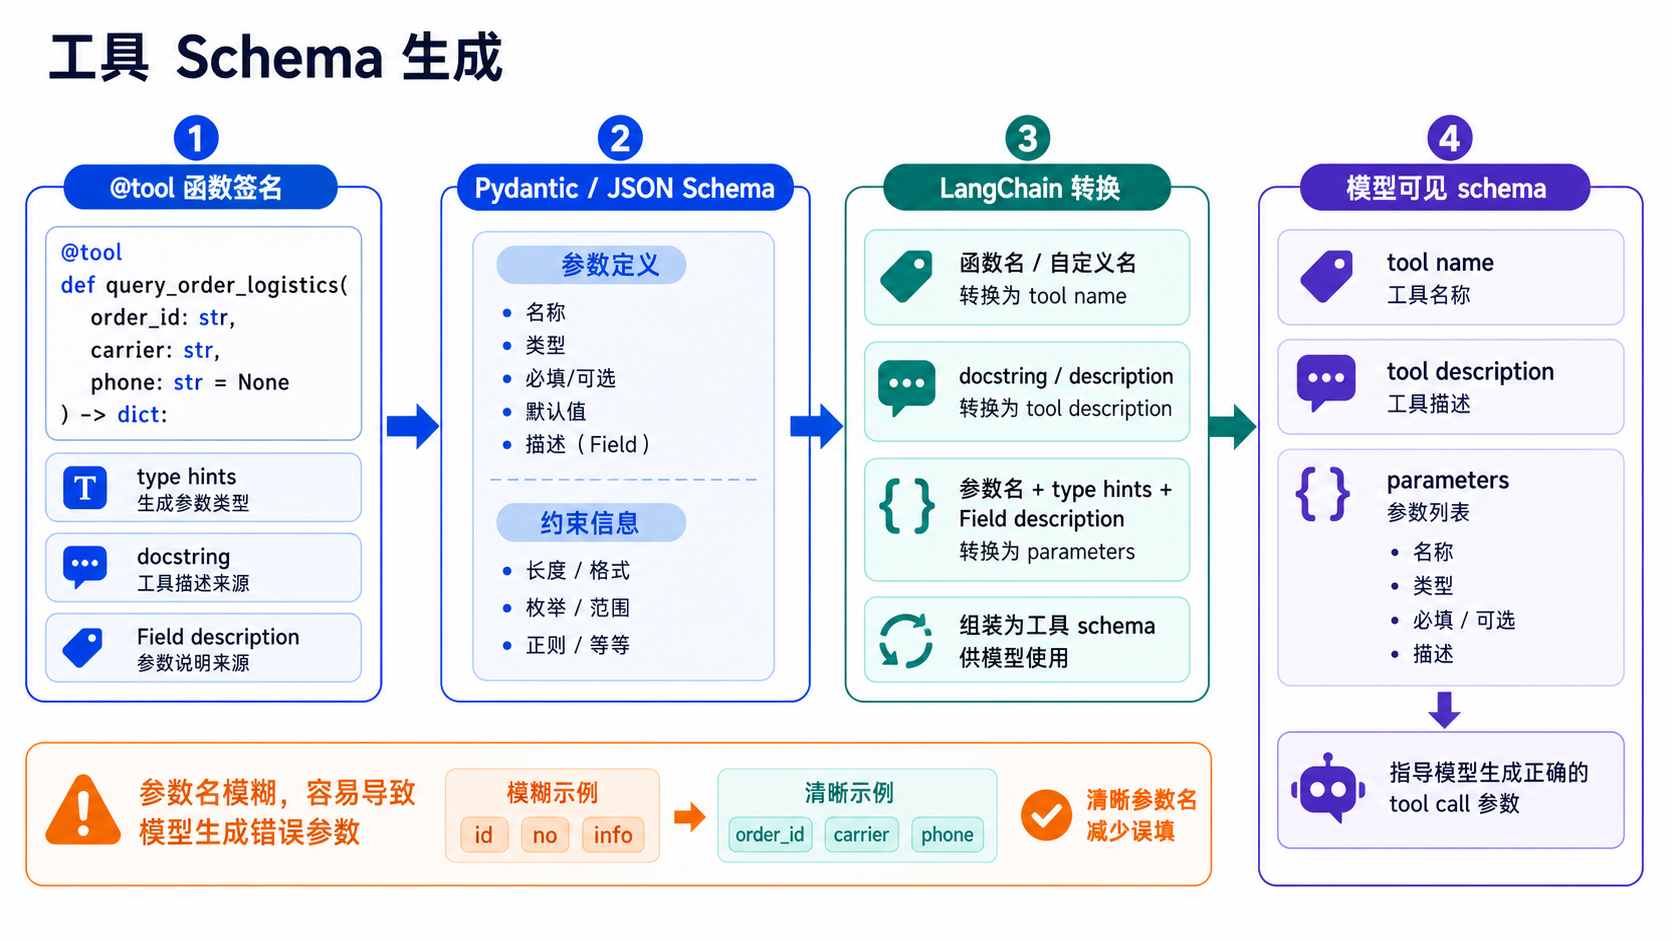 工具 Schema 生成
1
@tool 函数签名
@tool
def query_order_logistics(
order_id: str,
carrier: str,
phone: str = None
) -> dict:
type hints
生成参数类型
docstring
工具描述来源
Field description
参数说明来源
2
Pydantic / JSON Schema
参数定义
• 名称
• 类型
• 必填/可选
• 默认值
• 描述（Field）
约束信息
• 长度 / 格式
• 枚举 / 范围
• 正则 / 等等
3
LangChain 转换
函数名 / 自定义名
转换为 tool name
docstring / description
转换为 tool description
{ }
参数名 + type hints +
Field description
转换为 parameters
组装为工具 schema
供模型使用
4
模型可见 schema
tool name
工具名称
tool description
工具描述
{ }
parameters
参数列表
• 名称
• 类型
• 必填 / 可选
• 描述
指导模型生成正确的
tool call 参数
参数名模糊，容易导致
模型生成错误参数
模糊示例
id no info
清晰示例
order_id carrier phone
清晰参数名
减少误填